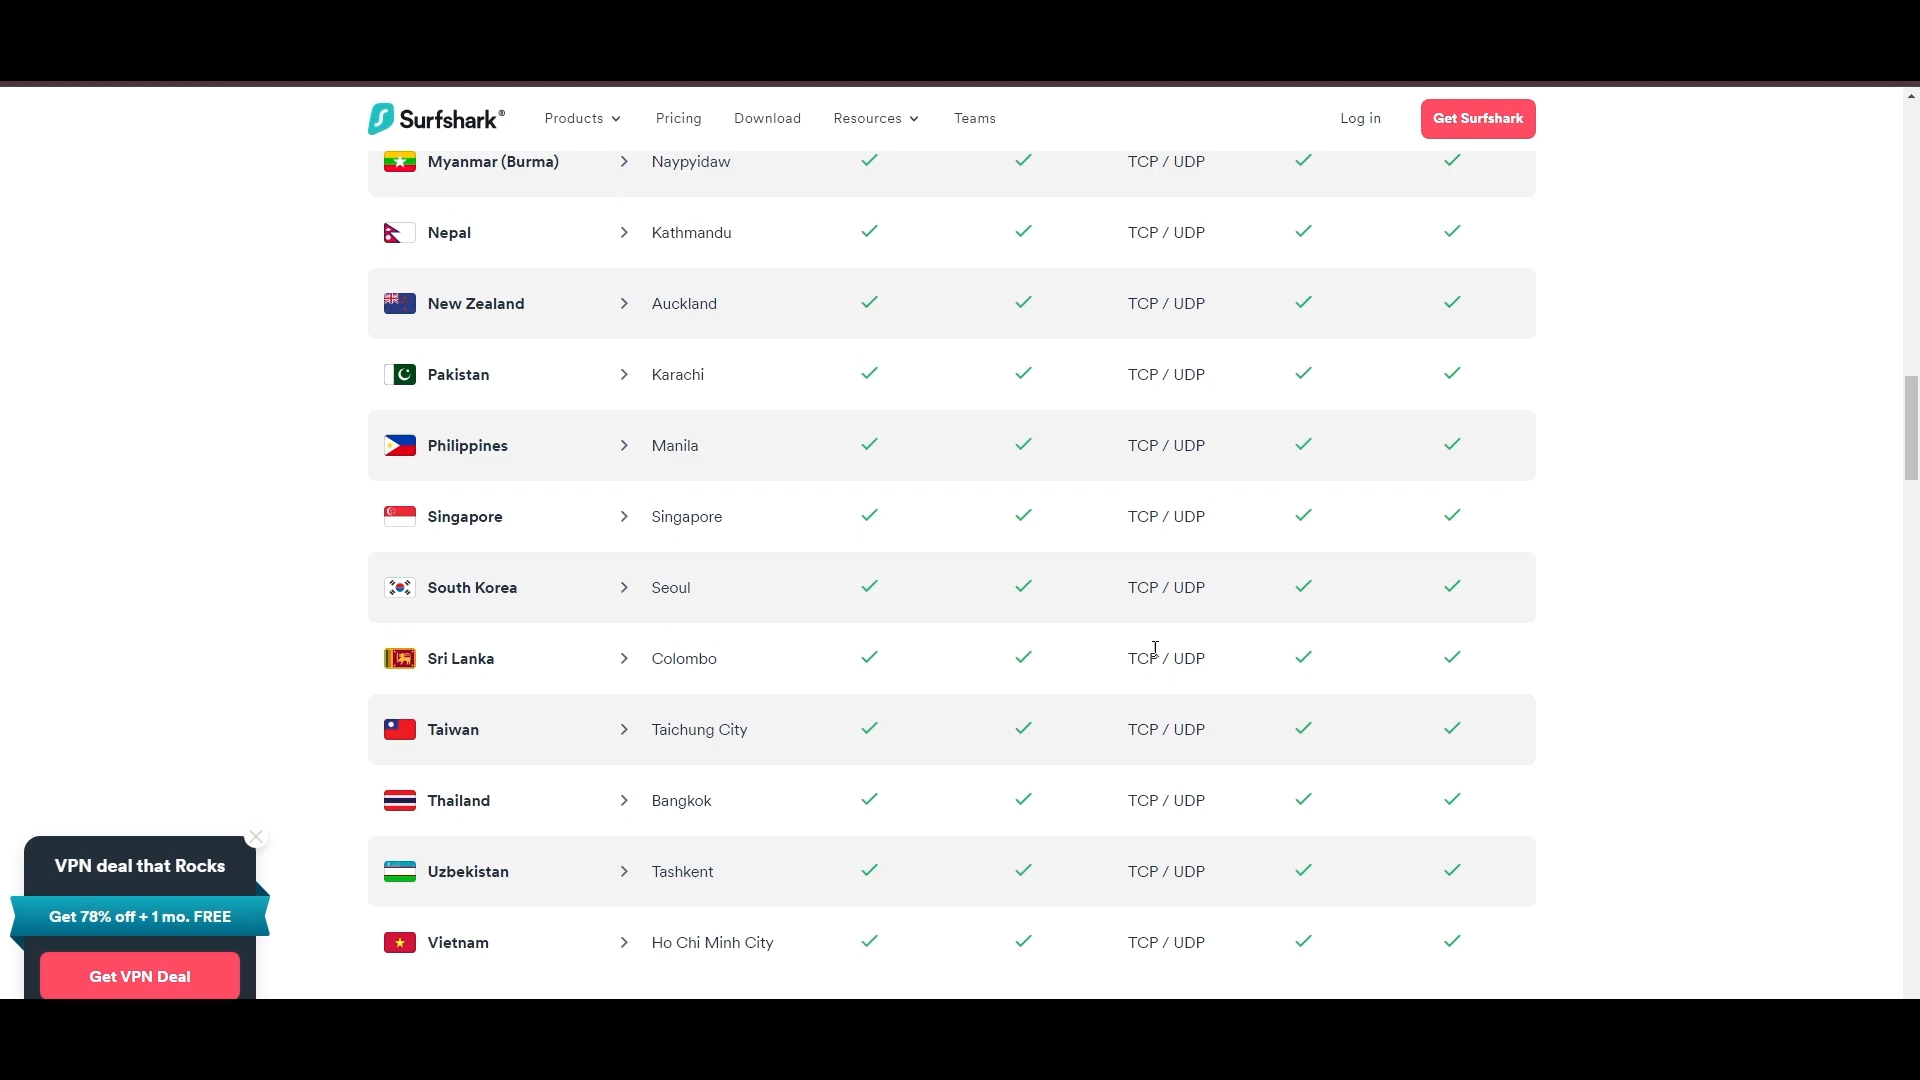 Surfshark® Products Pricing Download Resources Teams Log in Get Surfshark
Myanmar (Burma) Naypyidaw TCP / UDP
Nepal Kathmandu TCP / UDP
New Zealand Auckland TCP / UDP
Pakistan Karachi TCP / UDP
Philippines Manila TCP / UDP
Singapore Singapore TCP / UDP
South Korea Seoul TCP / UDP
Sri Lanka Colombo TCP / UDP
Taiwan Taichung City TCP / UDP
Thailand Bangkok TCP / UDP
Uzbekistan Tashkent TCP / UDP
Vietnam Ho Chi Minh City TCP / UDP
VPN deal that Rocks
Get 78% off + 1 mo. FREE
Get VPN Deal